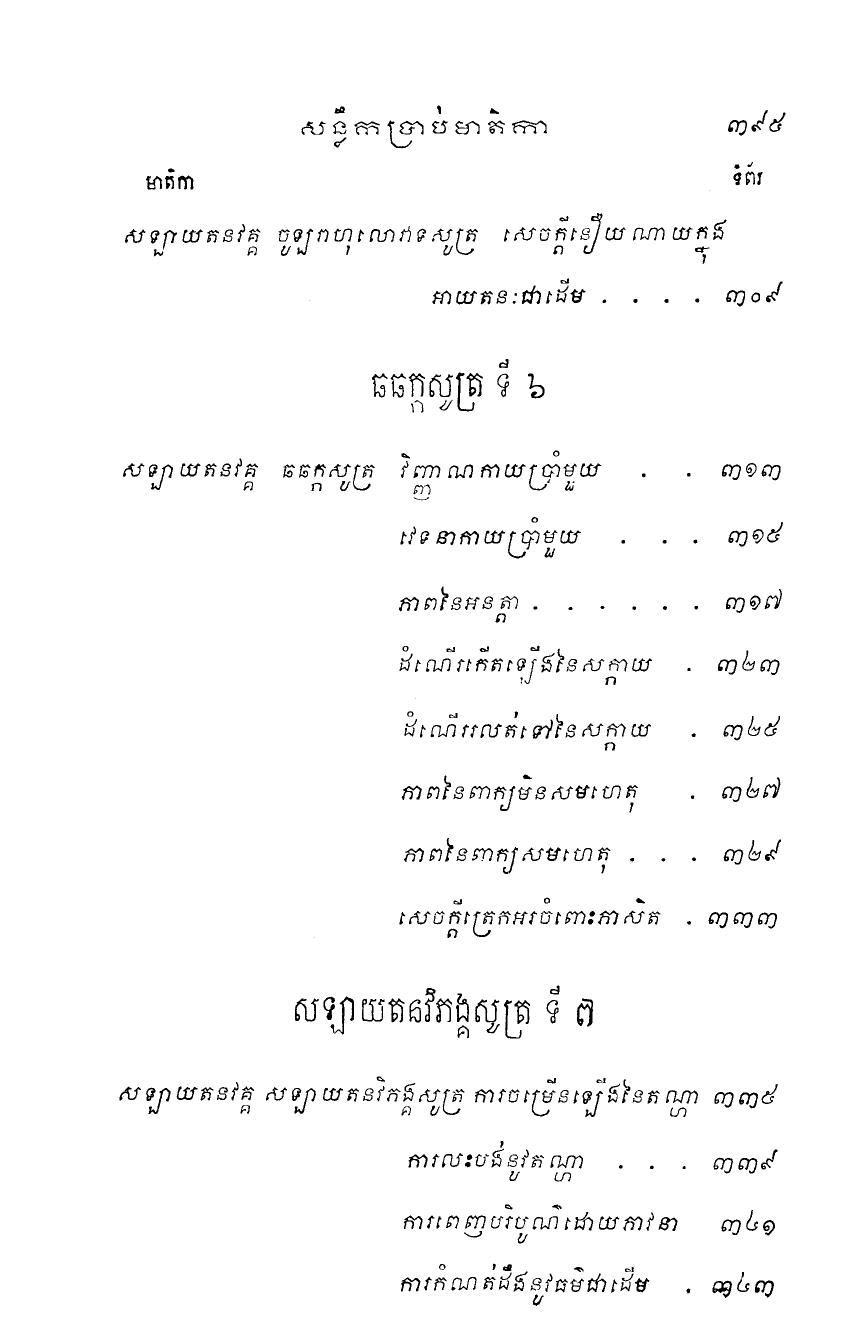 សន្លឹកប្រាប់មាតិកា ៣៩៥
មាតិកា ទំព័រ
សឡាយតនវគ្គ ចូឡរាហុលោវាទសូត្រ សេចក្តីនឿយណាយក្នុង
អាយតនៈជាដើម . . . . ៣០៩
ឆឆក្កសូត្រ ទី ៦
សឡាយតនវគ្គ ឆឆក្កសូត្រ វិញ្ញាណកាយប្រាំមួយ . . ៣១៣
វេទនាកាយប្រាំមួយ . . . ៣១៥
ភាពនៃអនត្តា . . . . . . ៣១៧
ដំណើរកើតឡើងនៃសក្កាយ . ៣២៣
ដំណើររលត់ទៅនៃសក្កាយ . ៣២៥
ភាពនៃពាក្យមិនសមហេតុ . ៣២៧
ភាពនៃពាក្យសមហេតុ . . . ៣២៩
សេចក្តីត្រេកអរចំពោះភាសិត . ៣៣៣
សឡាយតនវិភង្គសូត្រ ទី ៧
សឡាយតនវគ្គ សឡាយតនវិភង្គសូត្រ ការចម្រើនឡើងនៃតណ្ហា ៣៣៥
ការលះបង់នូវតណ្ហា . . . ៣៣៩
ការពេញបរិបូណ៌ដោយភាវនា ៣៤១
ការកំណត់ដឹងនូវធម៌ជាដើម . ៣៤៣